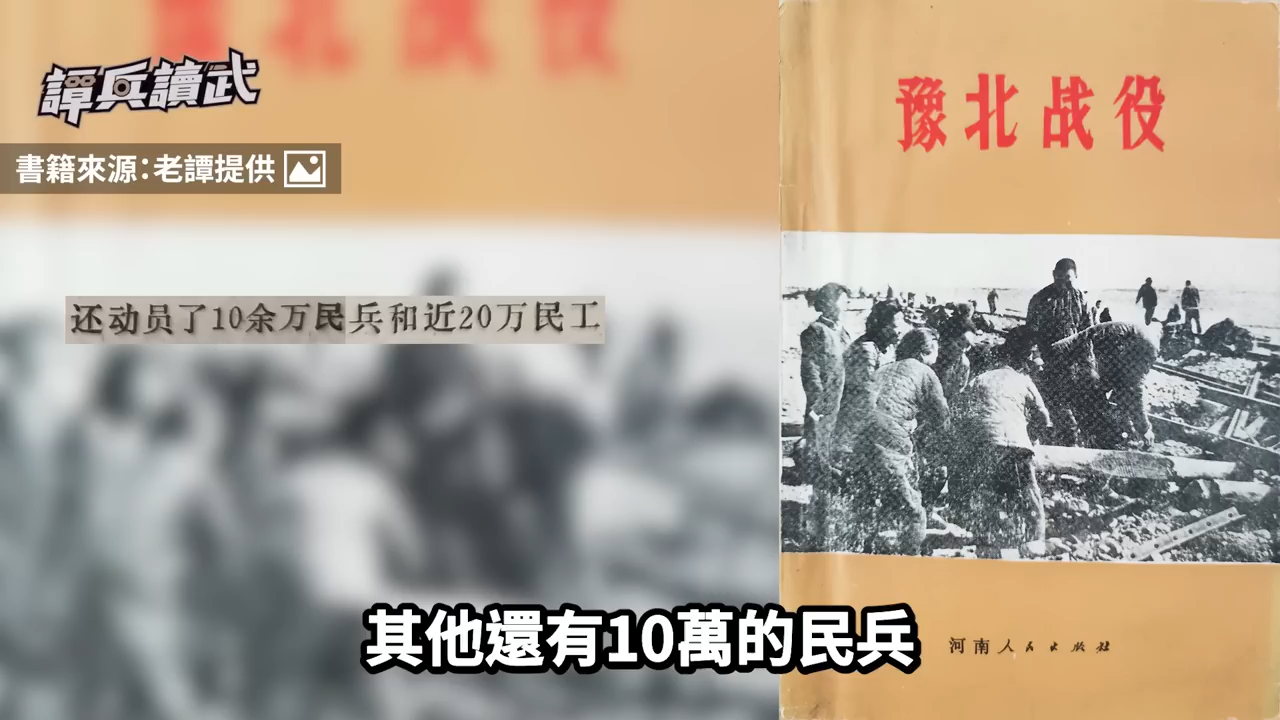 譚兵讀武
書籍來源：老譚提供
还动员了10余万民兵和近20万民工
豫北战役
河南人民出版社
其他還有10萬的民兵